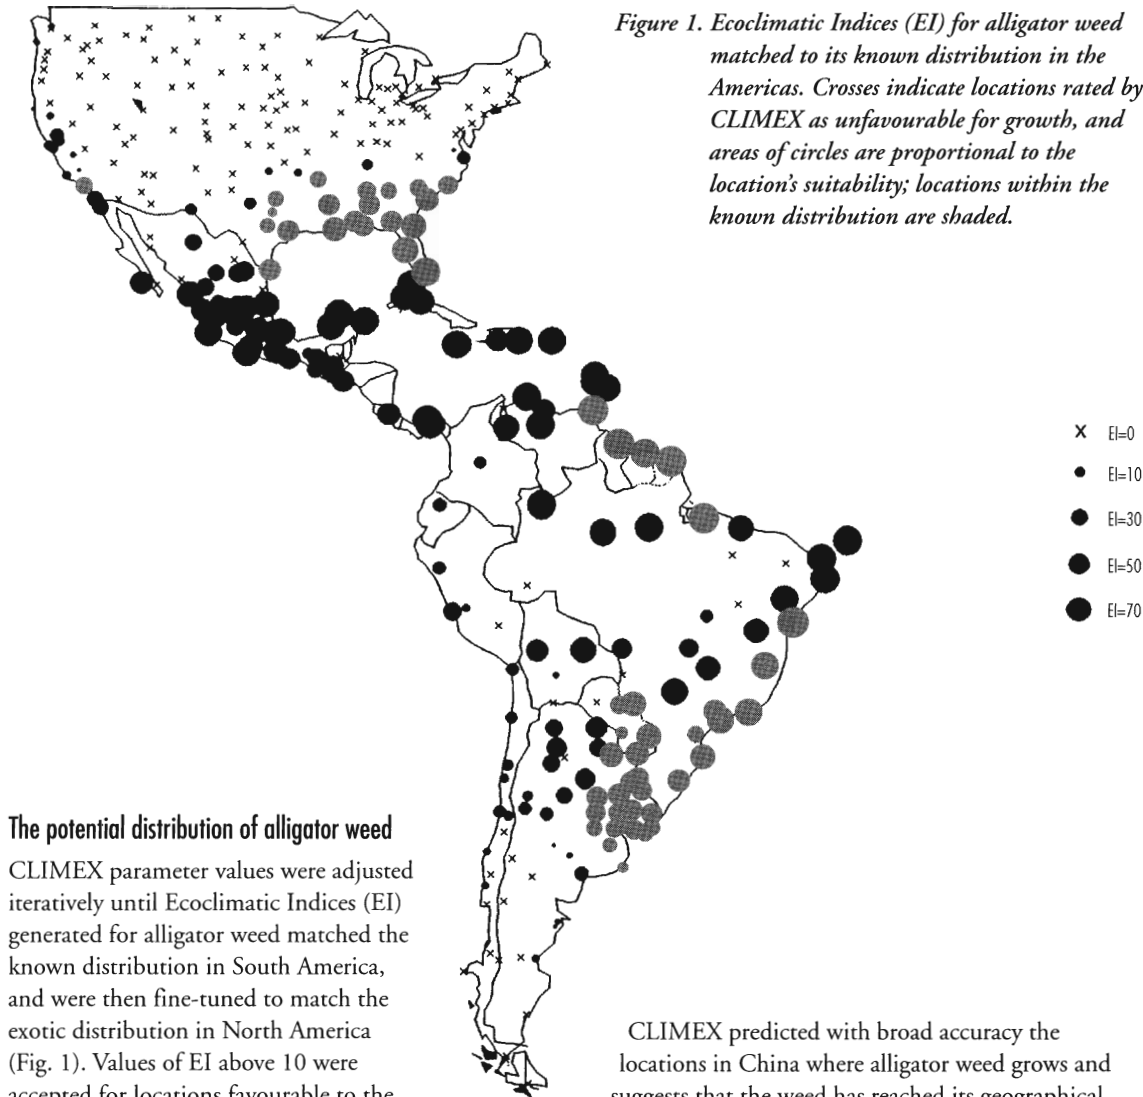 Figure 1. Ecoclimatic Indices (EI) for alligator weed
matched to its known distribution in the
Americas. Crosses indicate locations rated by
CLIMEX as unfavourable for growth, and
areas of circles are proportional to the
location's suitability; locations within the
known distribution are shaded.
EI=0
EI=10
EI=30
EI=50
EI=70
The potential distribution of alligator weed
CLIMEX parameter values were adjusted
iteratively until Ecoclimatic Indices (EI)
generated for alligator weed matched the
known distribution in South America,
and were then fine-tuned to match the
exotic distribution in North America
(Fig. 1). Values of EI above 10 were
accepted for locations favourable to the
CLIMEX predicted with broad accuracy the
locations in China where alligator weed grows and
suggests that the weed has reached its geographical